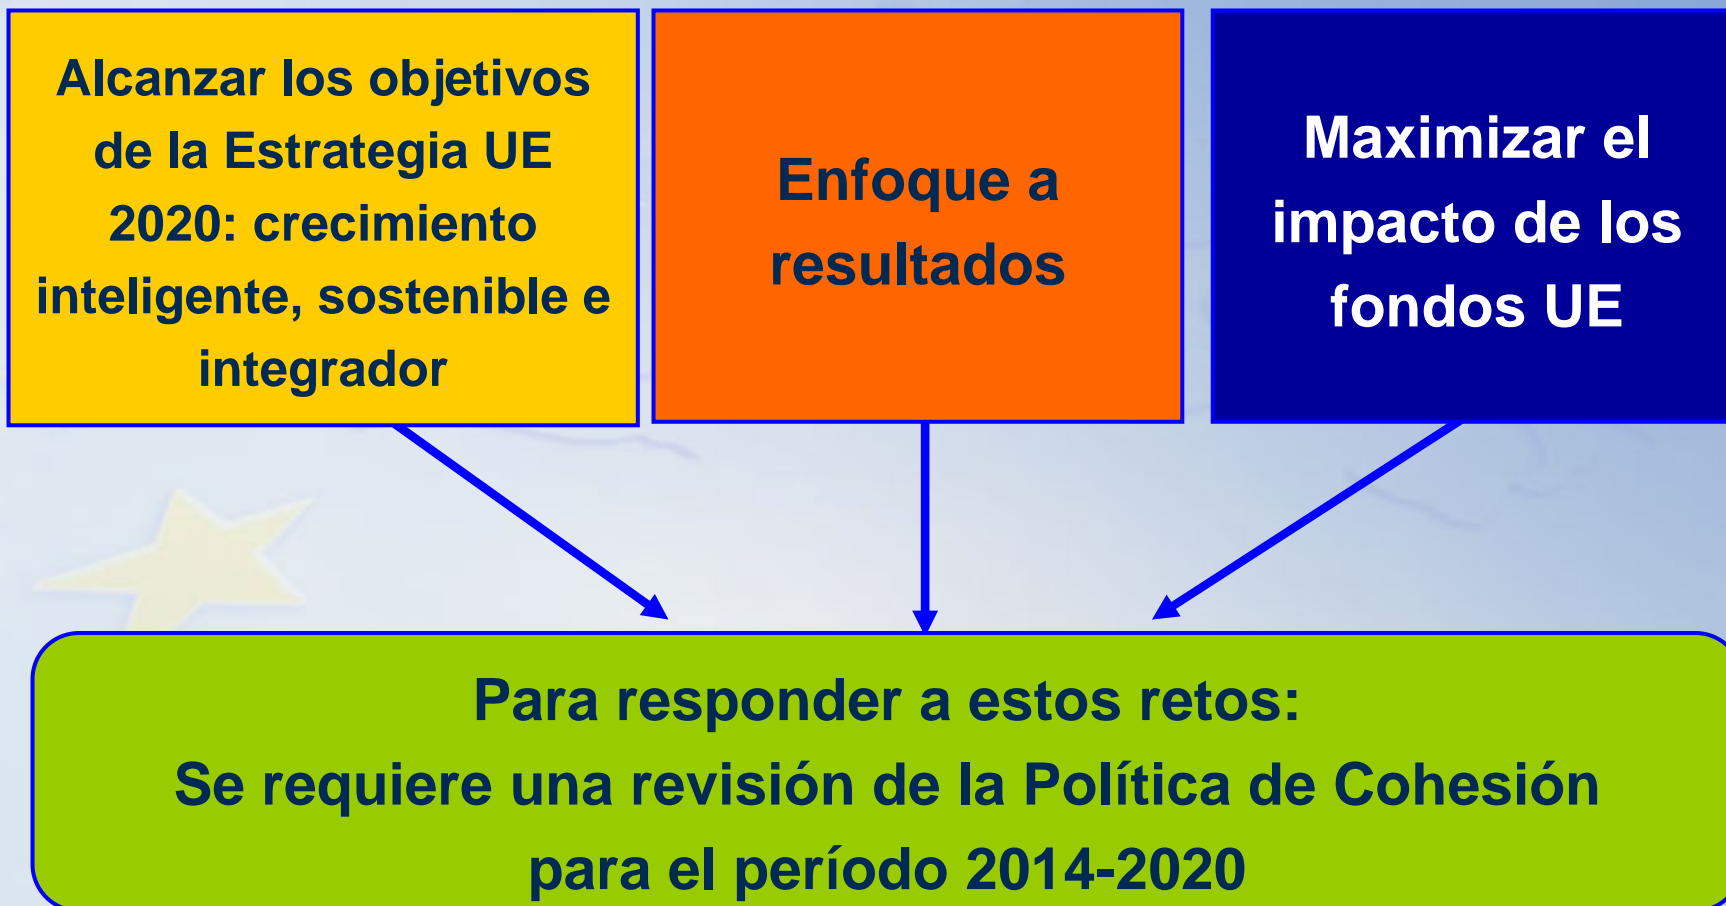 Alcanzar los objetivos
de la Estrategia UE
2020: crecimiento
inteligente, sostenible e
integrador
Enfoque a
resultados
Maximizar el
impacto de los
fondos UE
Para responder a estos retos:
Se requiere una revisión de la Política de Cohesión
para el período 2014-2020